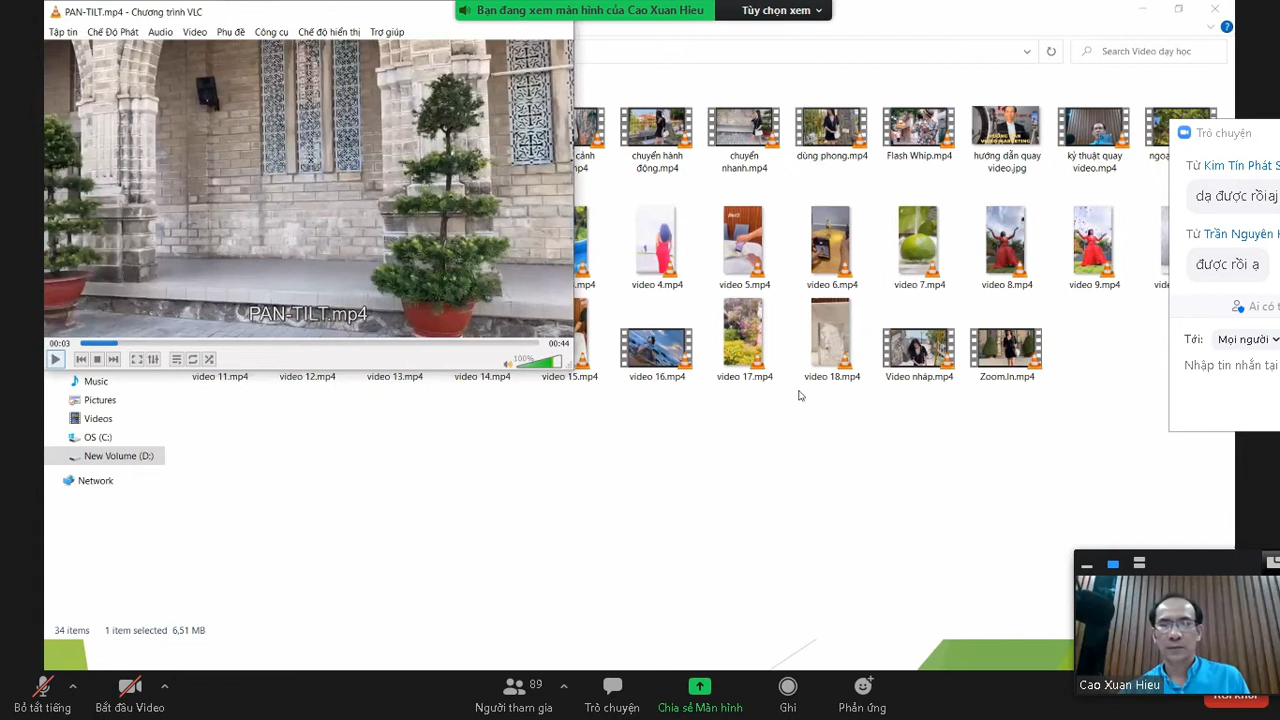 PAN-TILT.mp4 - Chương trình VLC
Bạn đang xem màn hình của Cao Xuan Hieu
Tùy chọn xem
Tập tin Chế Độ Phát Audio Video Phụ đề Công cụ Chế độ hiển thị Trợ giúp
Search Video dạy học
PAN-TILT.mp4
00:03
00:44
100%
chuyển hành động.mp4
chuyển nhanh.mp4
dùng phong.mp4
Flash Whip.mp4
hướng dẫn quay video.jpg
kỹ thuật quay video.mp4
video 4.mp4
video 5.mp4
video 6.mp4
video 7.mp4
video 8.mp4
video 9.mp4
video 11.mp4
video 12.mp4
video 13.mp4
video 14.mp4
video 15.mp4
video 16.mp4
video 17.mp4
video 18.mp4
Video nháp.mp4
Zoom.In.mp4
Music
Pictures
Videos
OS (C:)
New Volume (D:)
Network
34 items 1 item selected 6,51 MB
Trò chuyện
Từ Kim Tín Phát S
dạ được rồiaj
Từ Trần Nguyên
được rồi ạ
Ai có t
Tới: Mọi người
Nhập tin nhắn tại
Cao Xuan Hieu
Bỏ tắt tiếng
Bắt đầu Video
89
Người tham gia
Trò chuyện
Chia sẻ Màn hình
Ghi
Phản ứng
Rời khỏi